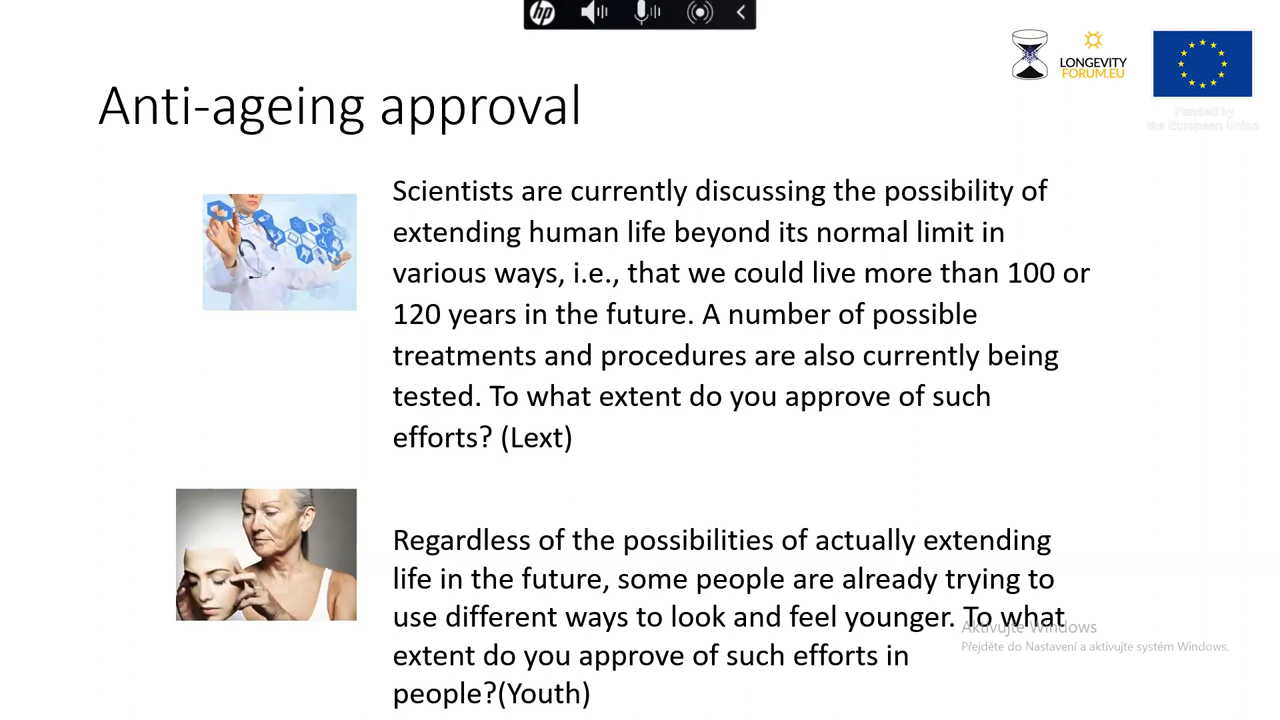 hp
LONGEVITY
FORUM.EU
Funded by
the European Union
Anti-ageing approval
Scientists are currently discussing the possibility of
extending human life beyond its normal limit in
various ways, i.e., that we could live more than 100 or
120 years in the future. A number of possible
treatments and procedures are also currently being
tested. To what extent do you approve of such
efforts? (Lext)
Regardless of the possibilities of actually extending
life in the future, some people are already trying to
use different ways to look and feel younger. To what
extent do you approve of such efforts in
people?(Youth)
Aktivujte Windows
Přejděte do Nastavení a aktivujte systém Windows.